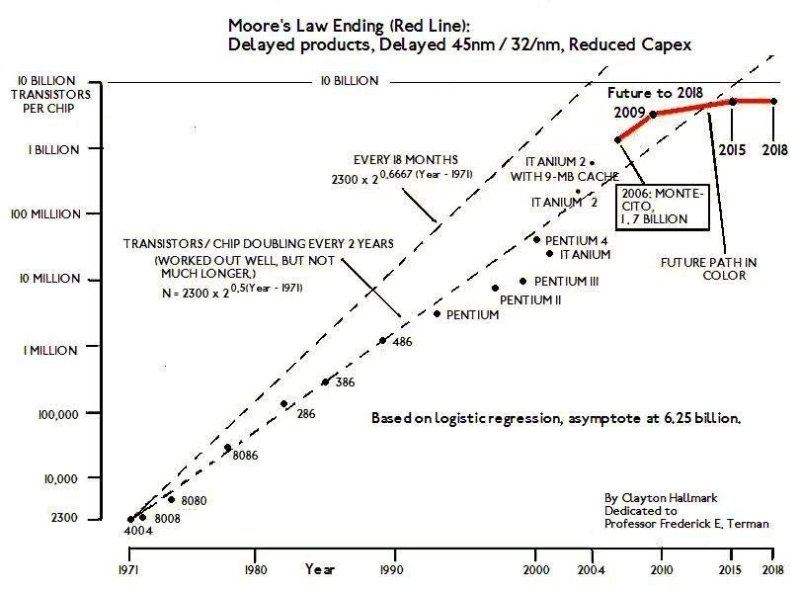 Moore's Law Ending (Red Line):
Delayed products, Delayed 45nm / 32/nm, Reduced Capex
10 BILLION
TRANSISTORS
PER CHIP
10 BILLION
Future to 2018
2009
1 BILLION
2015
2018
EVERY 18 MONTHS
2300 x 2^0,6667 (Year - 1971)
ITANIUM 2
WITH 9-MB CACHE
ITANIUM 2
2006: MONTE-
CITO,
1,7 BILLION
100 MILLION
TRANSISTORS / CHIP DOUBLING EVERY 2 YEARS
(WORKED OUT WELL, BUT NOT
MUCH LONGER,)
N = 2300 x 2^0,5(Year - 1971)
PENTIUM 4
ITANIUM
FUTURE PATH IN
COLOR
10 MILLION
PENTIUM III
PENTIUM II
PENTIUM
1 MILLION
486
386
100,000
286
Based on logistic regression, asymptote at 6,25 billion.
8086
10,000
8080
2300
8008
4004
By Clayton Hallmark
Dedicated to
Professor Frederick E. Terman
1971 1980 Year 1990 2000 2004 2010 2015 2018